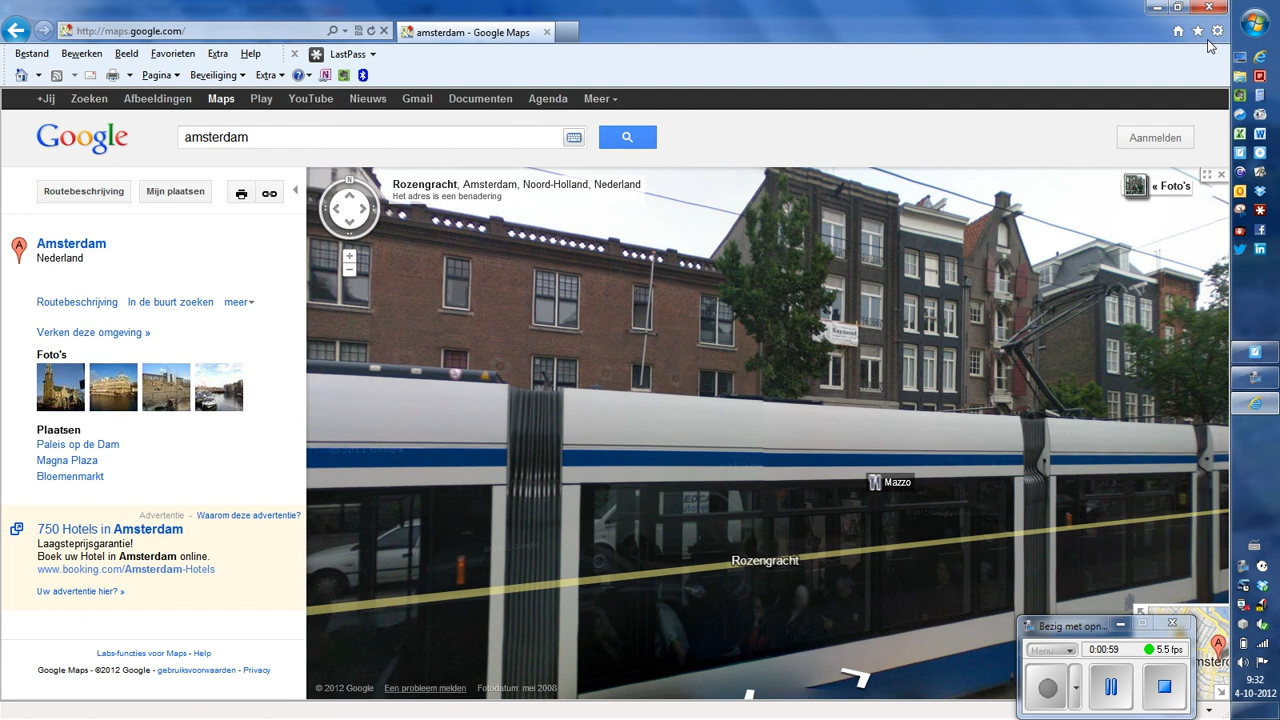 http://maps.google.com/
amsterdam - Google Maps
Bestand Bewerken Beeld Favorieten Extra Help
LastPass
Pagina Beveiliging Extra
+Jij Zoeken Afbeeldingen Maps Play YouTube Nieuws Gmail Documenten Agenda Meer
Google
amsterdam
Aanmelden
Routebeschrijving Mijn plaatsen
A
Amsterdam
Nederland
Routebeschrijving In de buurt zoeken meer
Verken deze omgeving »
Foto's
Plaatsen
Paleis op de Dam
Magna Plaza
Bloemenmarkt
Advertentie - Waarom deze advertentie?
750 Hotels in Amsterdam
Laagsteprijsgarantie!
Boek uw Hotel in Amsterdam online.
www.booking.com/Amsterdam-Hotels
Uw advertentie hier? »
Labs-functies voor Maps - Help
Google Maps - ©2012 Google - gebruiksvoorwaarden - Privacy
N
Rozengracht, Amsterdam, Noord-Holland, Nederland
Het adres is een benadering
« Foto's
Raymond
Mazzo
Rozengracht
© 2012 Google Een probleem melden Fotodatum: mei 2008
Bezig met opn...
Menu 0:00:59 5.5 fps
9:32
4-10-2012